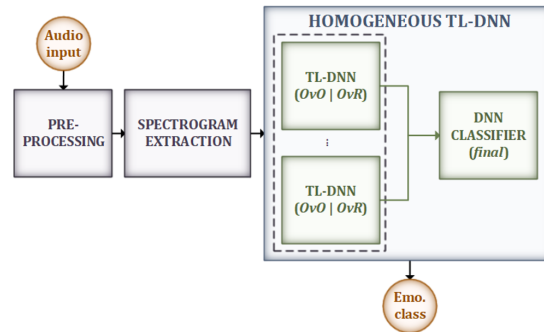 HOMOGENEOUS TL-DNN
Audio
input
PRE-
PROCESSING
SPECTROGRAM
EXTRACTION
TL-DNN
(OvO | OvR)
...
TL-DNN
(OvO | OvR)
DNN
CLASSIFIER
(final)
Emo.
class